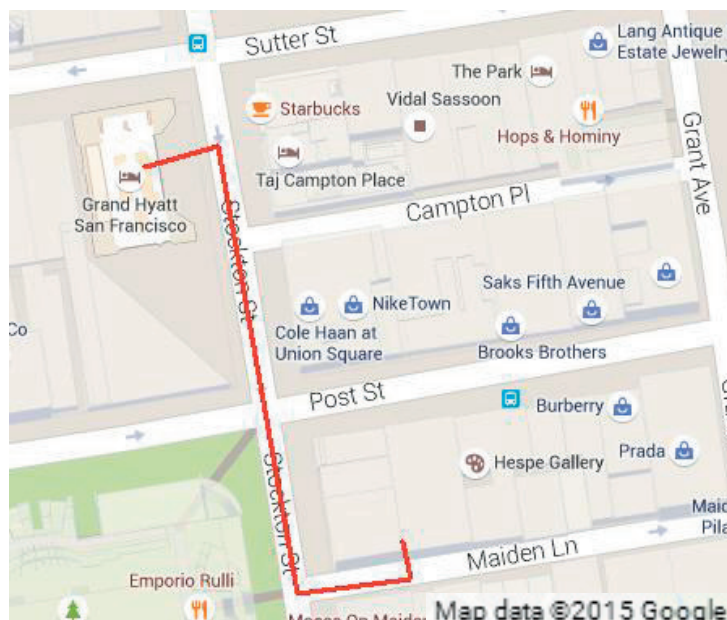 Sutter St
Lang Antique
Estate Jewelry
The Park
Vidal Sassoon
Starbucks
Hops & Hominy
Grant Ave
Taj Campton Place
Grand Hyatt
San Francisco
Campton Pl
Stockton St
Saks Fifth Avenue
NikeTown
Co
Cole Haan at
Union Square
Brooks Brothers
Post St
Burberry
Prada
Hespe Gallery
Stockton St
Maiden Ln
Emporio Rulli
Map data ©2015 Google